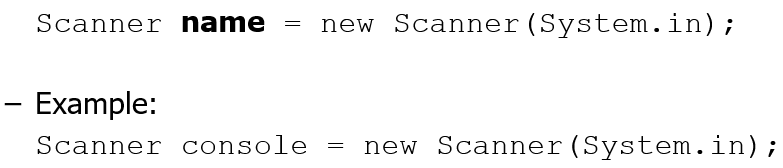 Scanner name = new Scanner(System.in);
– Example:
Scanner console = new Scanner(System.in);